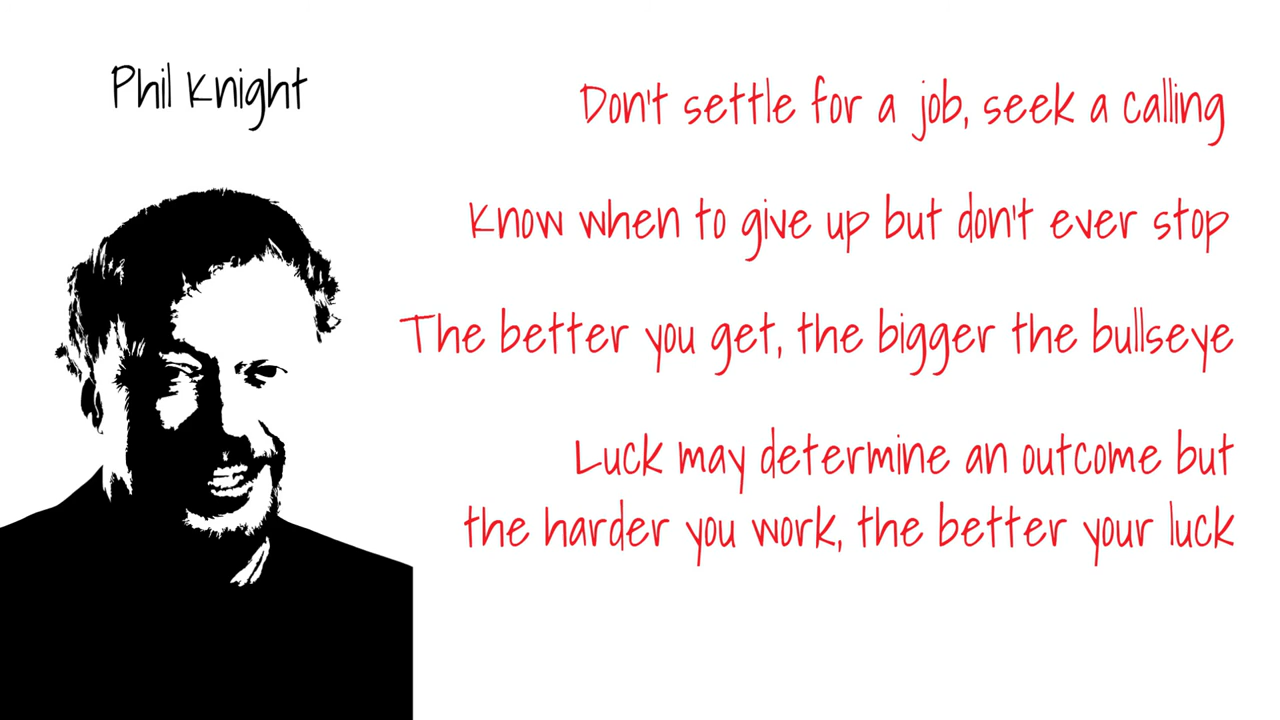 Phil Knight
Don't settle for a job, seek a calling
Know when to give up but don't ever stop
The better you get, the bigger the bullseye
Luck may determine an outcome but
the harder you work, the better your luck